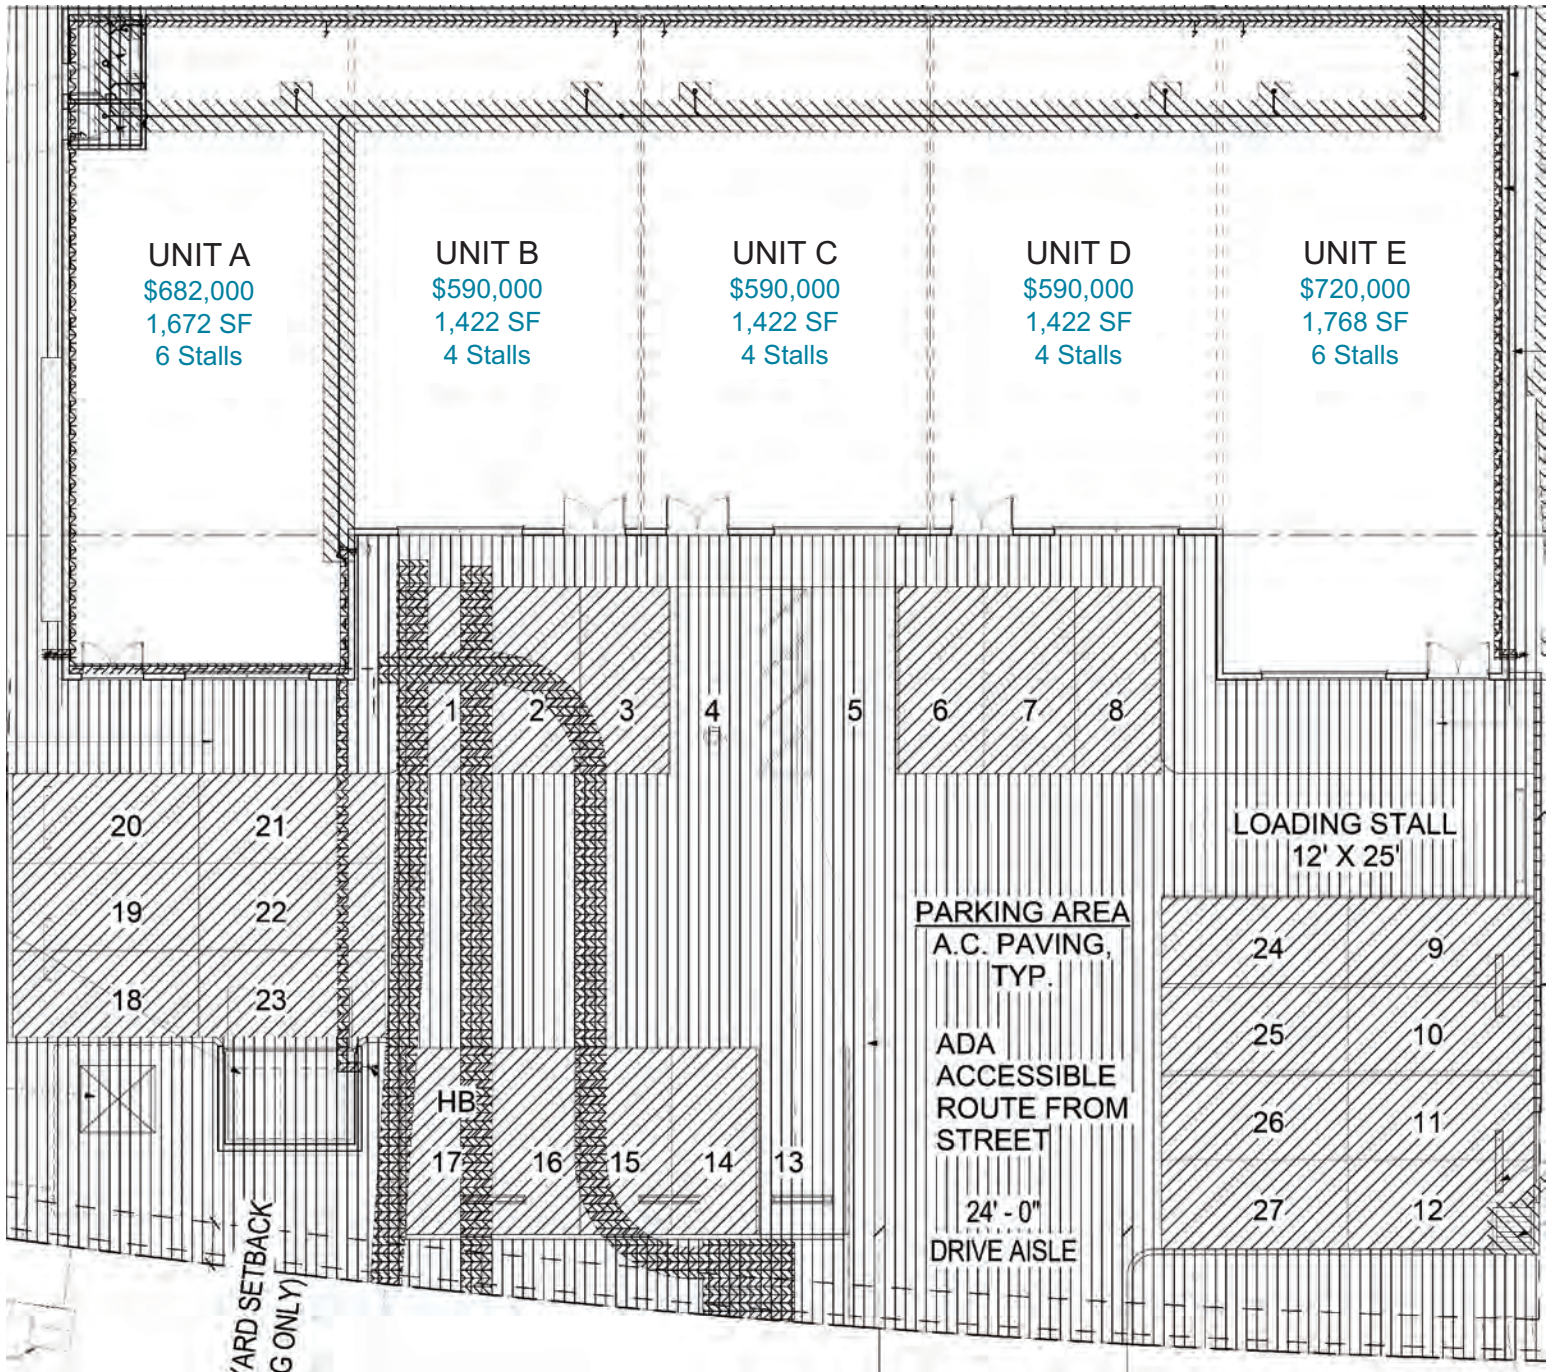 UNIT A
$682,000
1,672 SF
6 Stalls
UNIT B
$590,000
1,422 SF
4 Stalls
UNIT C
$590,000
1,422 SF
4 Stalls
UNIT D
$590,000
1,422 SF
4 Stalls
UNIT E
$720,000
1,768 SF
6 Stalls
1
2
3
4
5
6
7
8
20
21
19
22
18
23
LOADING STALL
12' X 25'
PARKING AREA
A.C. PAVING,
TYP.
ADA
ACCESSIBLE
ROUTE FROM
STREET
24' - 0"
DRIVE AISLE
24
9
25
10
26
11
27
12
HB
17
16
15
14
13
YARD SETBACK
G ONLY)